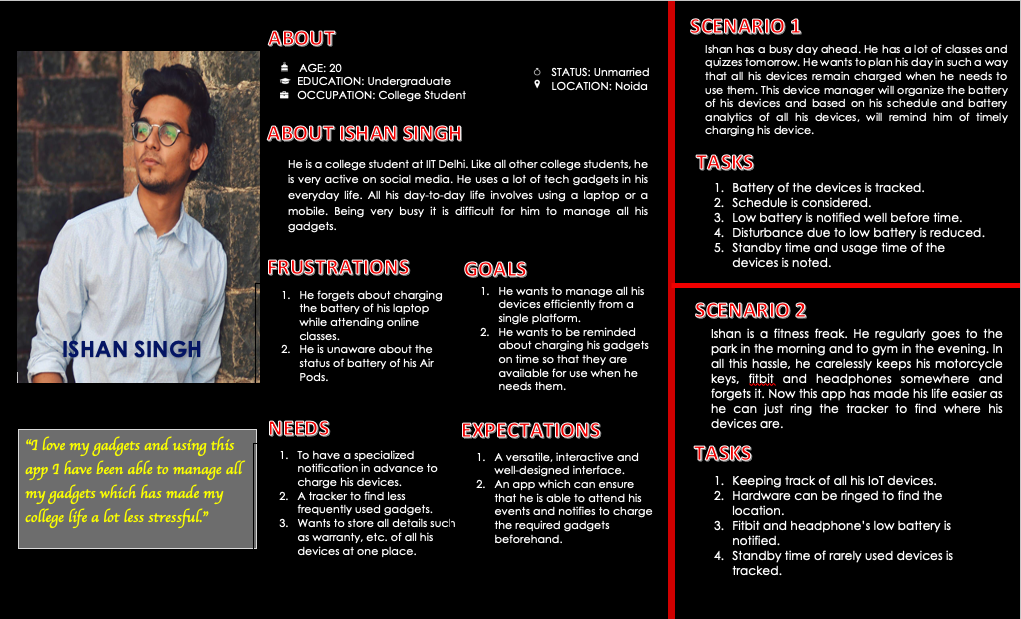 ABOUT
AGE: 20
EDUCATION: Undergraduate
OCCUPATION: College Student
STATUS: Unmarried
LOCATION: Noida
ABOUT ISHAN SINGH
He is a college student at IIT Delhi. Like all other college students, he
is very active on social media. He uses a lot of tech gadgets in his
everyday life. All his day-to-day life involves using a laptop or a
mobile. Being very busy it is difficult for him to manage all his
gadgets.
ISHAN SINGH
"I love my gadgets and using this
app I have been able to manage all
my gadgets which has made my
college life a lot less stressful."
FRUSTRATIONS
1. He forgets about charging
the battery of his laptop
while attending online
classes.
2. He is unaware about the
status of battery of his Air
Pods.
GOALS
1. He wants to manage all his
devices efficiently from a
single platform.
2. He wants to be reminded
about charging his gadgets
on time so that they are
available for use when he
needs them.
NEEDS
1. To have a specialized
notification in advance to
charge his devices.
2. A tracker to find less
frequently used gadgets.
3. Wants to store all details such
as warranty, etc. of all his
devices at one place.
EXPECTATIONS
1. A versatile, interactive and
well-designed interface.
2. An app which can ensure
that he is able to attend his
events and notifies to charge
the required gadgets
beforehand.
SCENARIO 1
Ishan has a busy day ahead. He has a lot of classes and
quizzes tomorrow. He wants to plan his day in such a way
that all his devices remain charged when he needs to
use them. This device manager will organize the battery
of his devices and based on his schedule and battery
analytics of all his devices, will remind him of timely
charging his device.
TASKS
1. Battery of the devices is tracked.
2. Schedule is considered.
3. Low battery is notified well before time.
4. Disturbance due to low battery is reduced.
5. Standby time and usage time of the
devices is noted.
SCENARIO 2
Ishan is a fitness freak. He regularly goes to the
park in the morning and to gym in the evening. In
all this hassle, he carelessly keeps his motorcycle
keys, fitbit and headphones somewhere and
forgets it. Now this app has made his life easier as
he can just ring the tracker to find where his
devices are.
TASKS
1. Keeping track of all his IoT devices.
2. Hardware can be ringed to find the
location.
3. Fitbit and headphone's low battery is
notified.
4. Standby time of rarely used devices is
tracked.